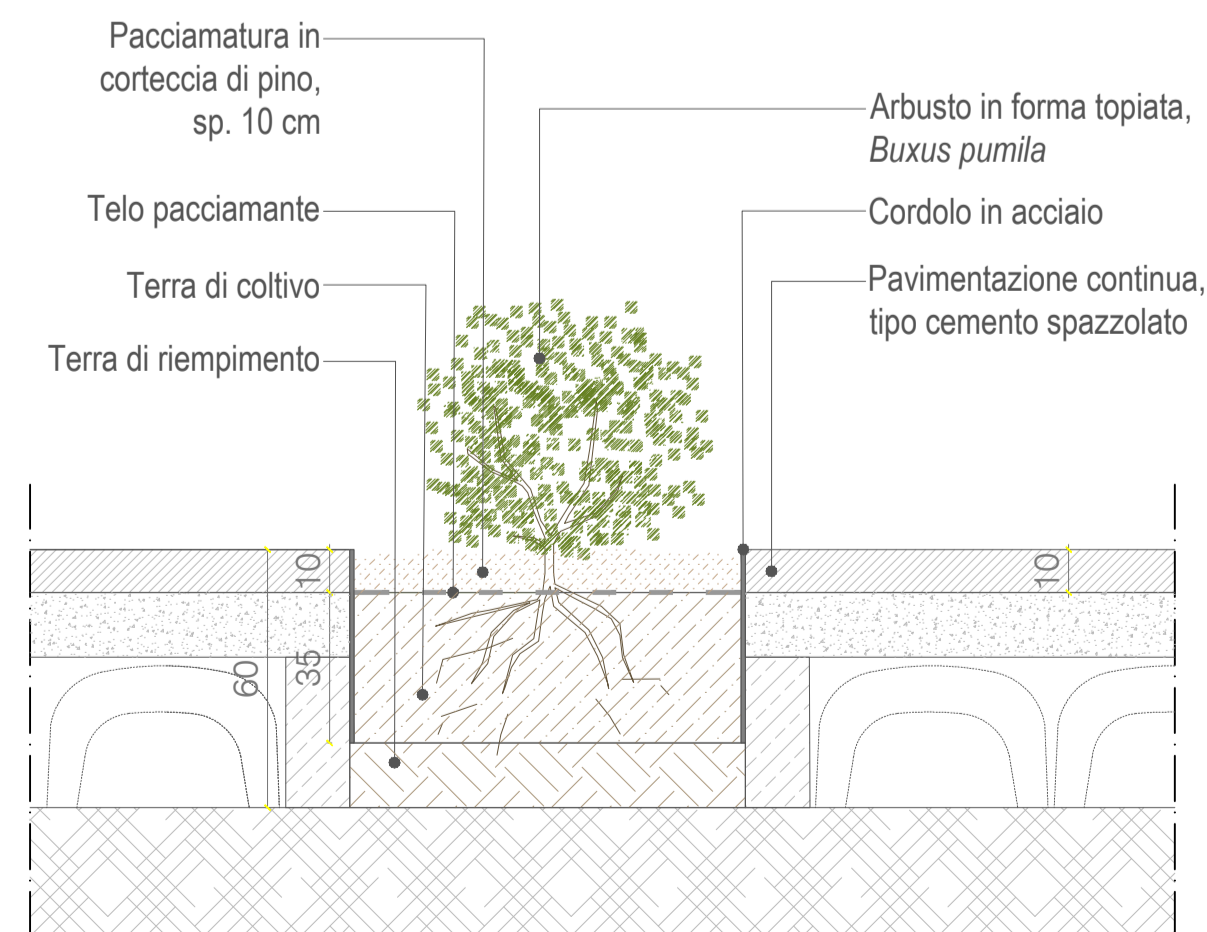 Pacciamatura in
corteccia di pino,
sp. 10 cm
Telo pacciamante
Terra di coltivo
Terra di riempimento
Arbusto in forma topiata,
Buxus pumila
Cordolo in acciaio
Pavimentazione continua,
tipo cemento spazzolato
10
35
60
10